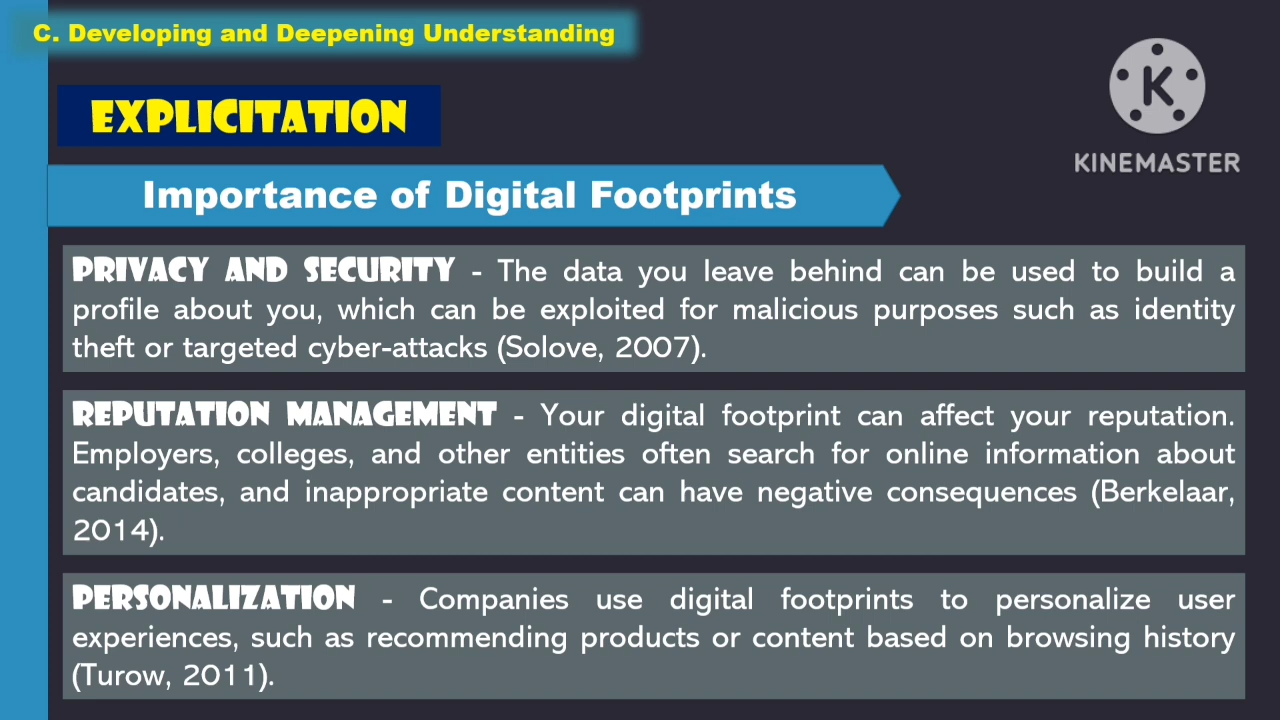 C. Developing and Deepening Understanding
EXPLICITATION
K
KINEMASTER
Importance of Digital Footprints
PRIVACY AND SECURITY - The data you leave behind can be used to build a
profile about you, which can be exploited for malicious purposes such as identity
theft or targeted cyber-attacks (Solove, 2007).
REPUTATION MANAGEMENT - Your digital footprint can affect your reputation.
Employers, colleges, and other entities often search for online information about
candidates, and inappropriate content can have negative consequences (Berkelaar,
2014).
PERSONALIZATION - Companies use digital footprints to personalize user
experiences, such as recommending products or content based on browsing history
(Turow, 2011).